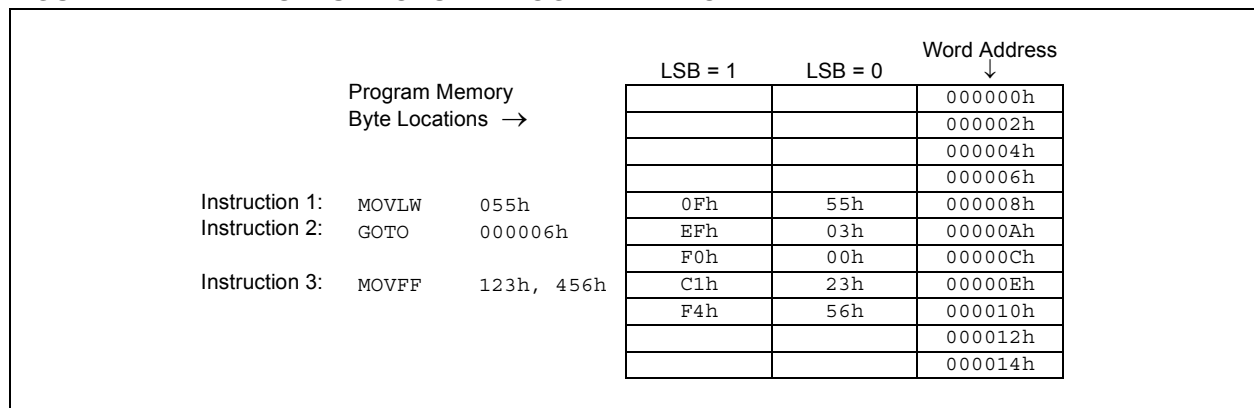 Word Address
LSB = 1 LSB = 0 ↓
Program Memory 000000h
Byte Locations → 000002h
000004h
000006h
Instruction 1: MOVLW 055h 0Fh 55h 000008h
Instruction 2: GOTO 000006h EFh 03h 00000Ah
F0h 00h 00000Ch
Instruction 3: MOVFF 123h, 456h C1h 23h 00000Eh
F4h 56h 000010h
000012h
000014h